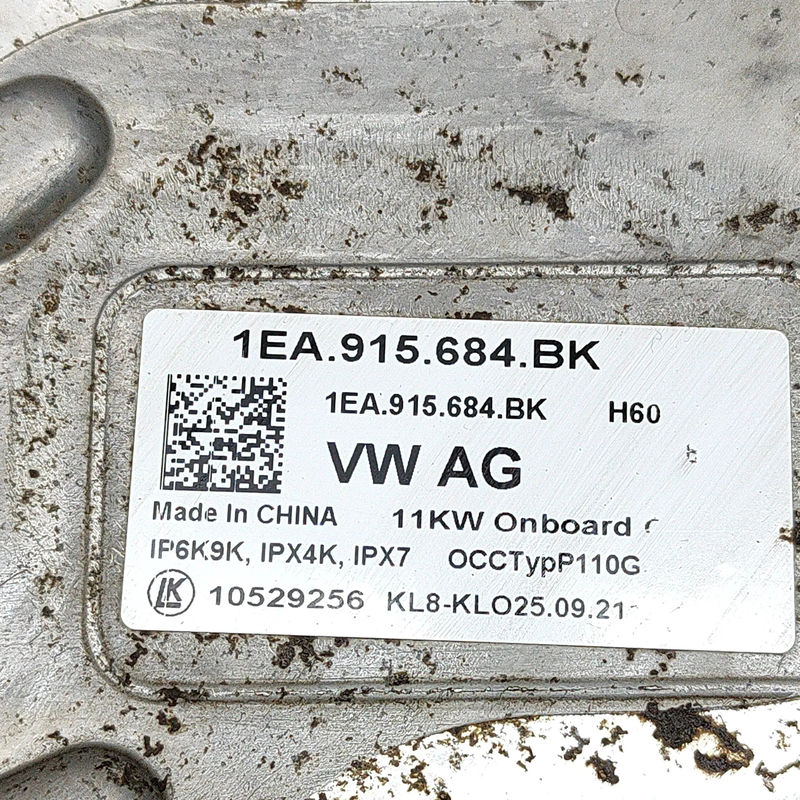 1EA.915.684.BK
1EA.915.684.BK H60
VW AG
Made In CHINA 11KW Onboard
IP6K9K, IPX4K, IPX7 OCCTypP110G
LK 10529256 KL8-KLO25.09.21